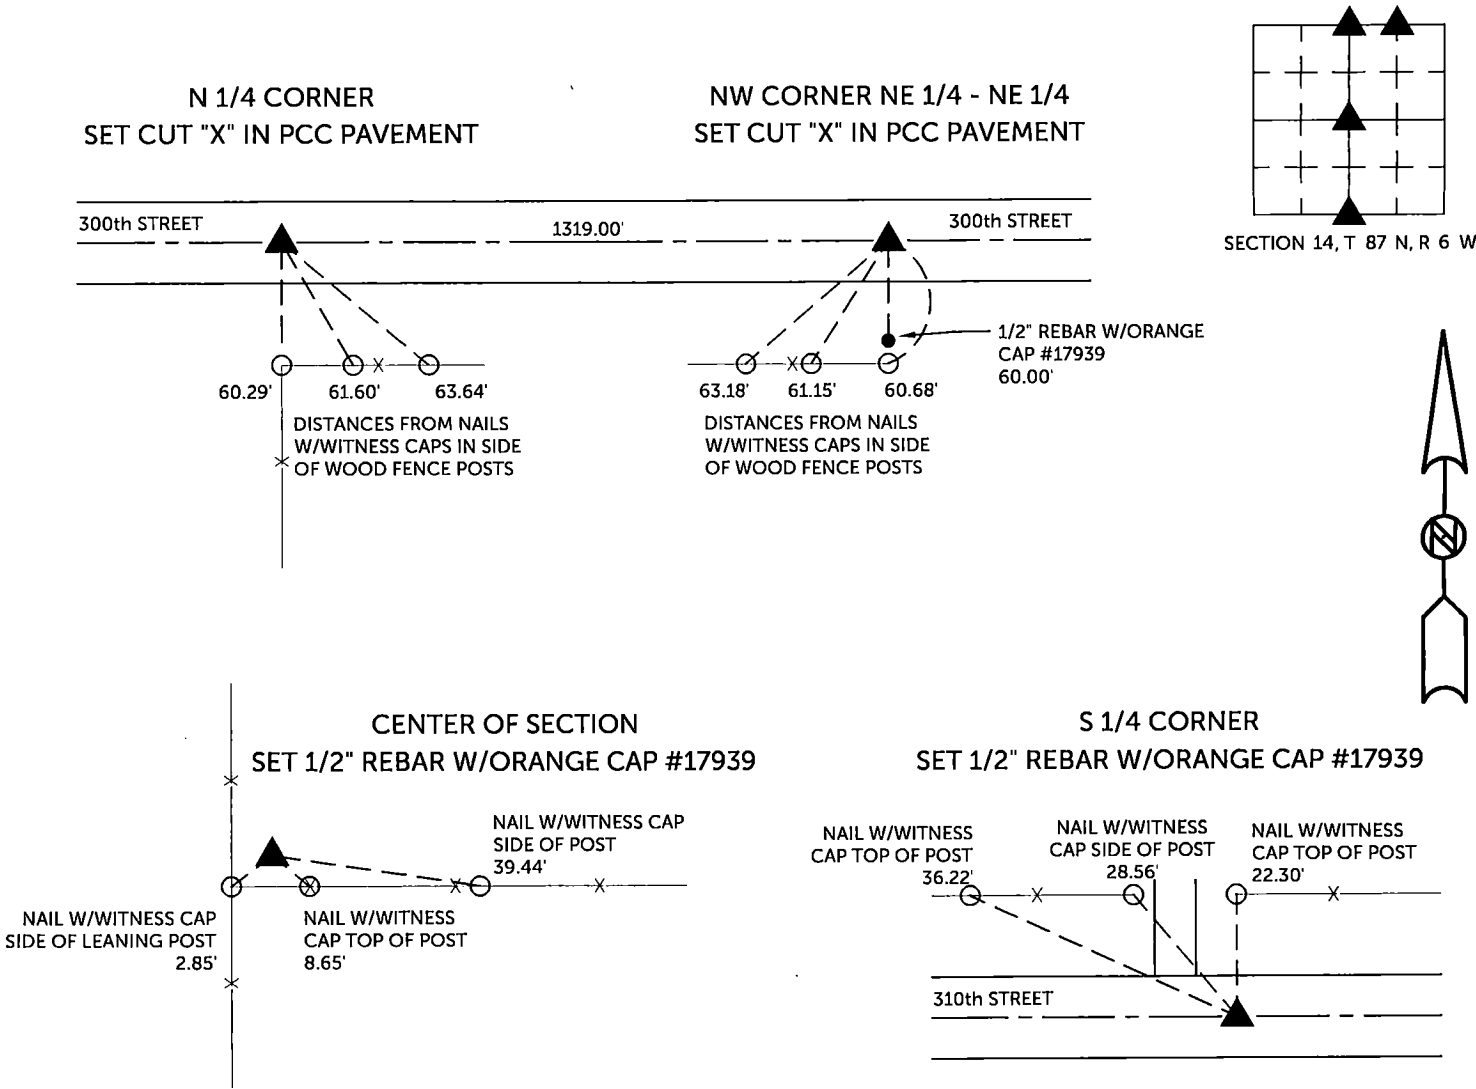 N 1/4 CORNER
SET CUT "X" IN PCC PAVEMENT
NW CORNER NE 1/4 - NE 1/4
SET CUT "X" IN PCC PAVEMENT
SECTION 14, T 87 N, R 6 W
300th STREET
1319.00'
300th STREET
1/2" REBAR W/ORANGE
CAP #17939
60.00'
60.29'
61.60'
63.64'
DISTANCES FROM NAILS
W/WITNESS CAPS IN SIDE
OF WOOD FENCE POSTS
63.18'
61.15'
60.68'
DISTANCES FROM NAILS
W/WITNESS CAPS IN SIDE
OF WOOD FENCE POSTS
N
CENTER OF SECTION
SET 1/2" REBAR W/ORANGE CAP #17939
NAIL W/WITNESS CAP
SIDE OF POST
39.44'
NAIL W/WITNESS CAP
SIDE OF LEANING POST
2.85'
NAIL W/WITNESS
CAP TOP OF POST
8.65'
S 1/4 CORNER
SET 1/2" REBAR W/ORANGE CAP #17939
NAIL W/WITNESS
CAP TOP OF POST
36.22'
NAIL W/WITNESS
CAP SIDE OF POST
28.56'
NAIL W/WITNESS
CAP TOP OF POST
22.30'
310th STREET